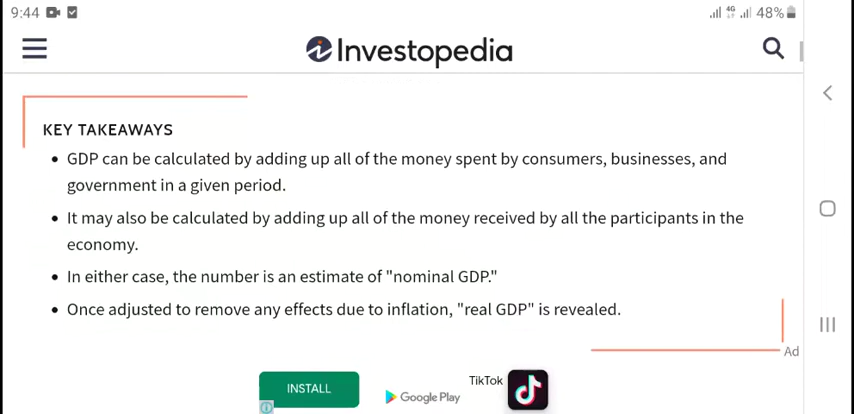 9:44 4G 48%
Investopedia
KEY TAKEAWAYS
• GDP can be calculated by adding up all of the money spent by consumers, businesses, and
government in a given period.
• It may also be calculated by adding up all of the money received by all the participants in the
economy.
• In either case, the number is an estimate of "nominal GDP."
• Once adjusted to remove any effects due to inflation, "real GDP" is revealed.
Ad
INSTALL Google Play TikTok